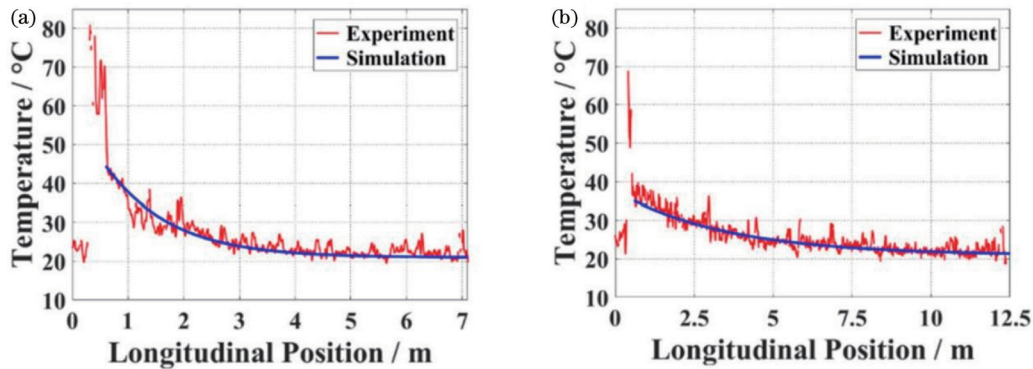 (a)
Temperature / °C
80
70
60
50
40
30
20
10
0 1 2 3 4 5 6 7
Longitudinal Position / m
Experiment
Simulation
(b)
Temperature / °C
80
70
60
50
40
30
20
10
0 2.5 5 7.5 10 12.5
Longitudinal Position / m
Experiment
Simulation